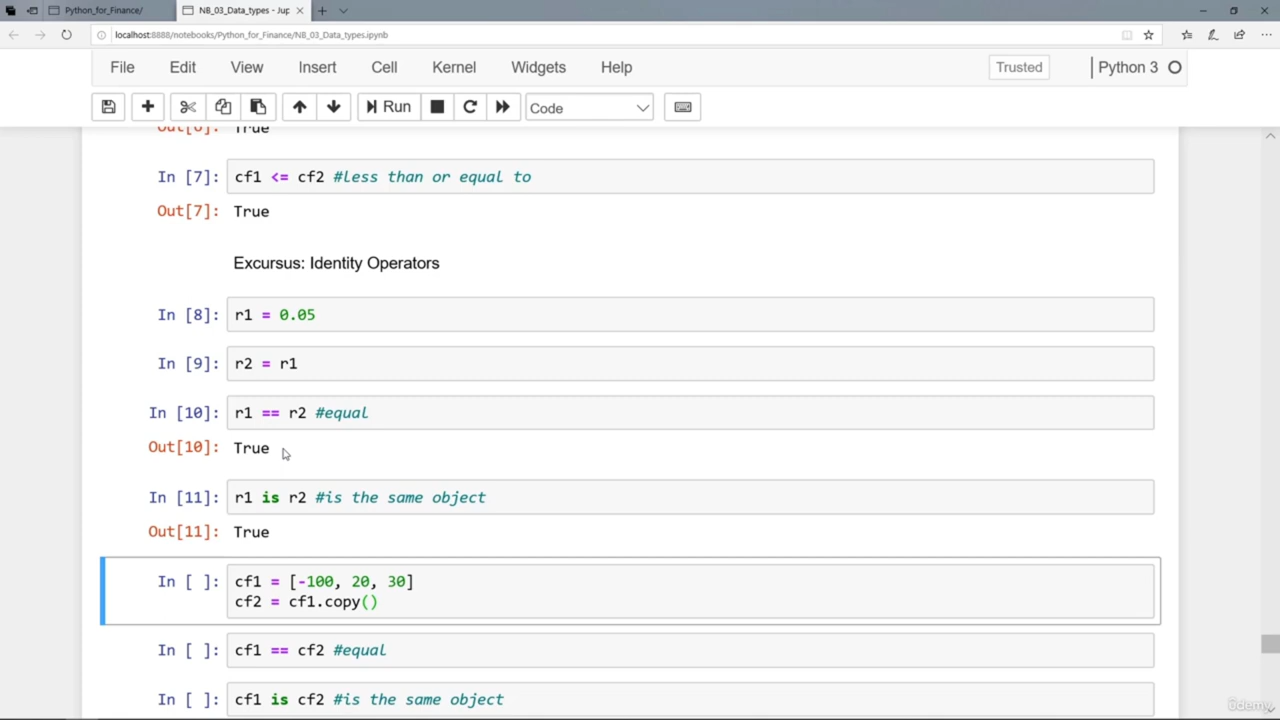 Python_for_Finance/
NB_03_Data_types - Jup
localhost:8888/notebooks/Python_for_Finance/NB_03_Data_types.ipynb
File Edit View Insert Cell Kernel Widgets Help Trusted Python 3
Run Code
Out[6]: True
In [7]: cf1 <= cf2 #less than or equal to
Out[7]: True
Excursus: Identity Operators
In [8]: r1 = 0.05
In [9]: r2 = r1
In [10]: r1 == r2 #equal
Out[10]: True
In [11]: r1 is r2 #is the same object
Out[11]: True
In [ ]: cf1 = [-100, 20, 30]
cf2 = cf1.copy()
In [ ]: cf1 == cf2 #equal
In [ ]: cf1 is cf2 #is the same object
ûdemy